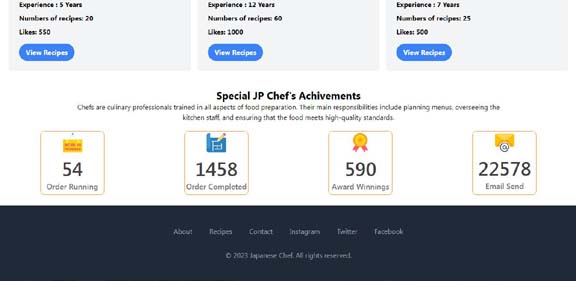 Experience : 5 Years
Experience : 12 Years
Experience : 7 Years
Numbers of recipes: 20
Numbers of recipes: 60
Numbers of recipes: 25
Likes: 550
Likes: 1000
Likes: 500
View Recipes
View Recipes
View Recipes
Special JP Chef's Achivements
Chefs are culinary professionals trained in all aspects of food preparation. Their main responsibilities include planning menus, overseeing the
kitchen staff, and ensuring that the food meets high-quality standards.
54
1458
590
22578
Order Running
Order Completed
Award Winnings
Email Send
About
Recipes
Contact
Instagram
Twitter
Facebook
© 2023 Japanese Chef. All rights reserved.